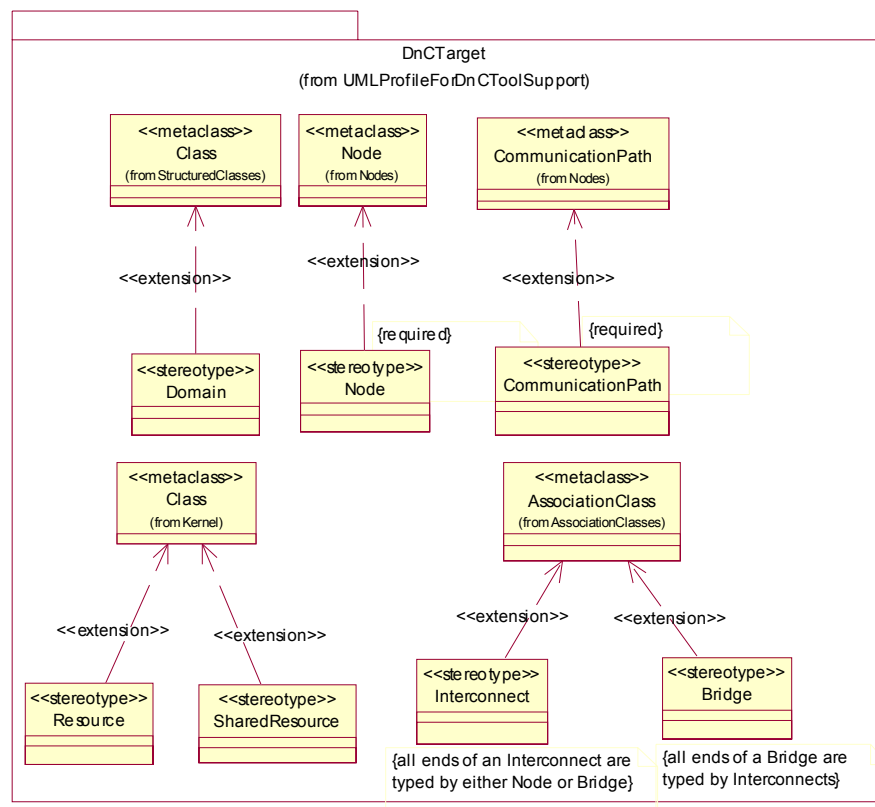 DnCTarget
(from UMLProfileForDnCToolSupport)
<<metaclass>>
Class
(from StructuredClasses)
<<metaclass>>
Node
(from Nodes)
<<metaclass>>
CommunicationPath
(from Nodes)
<<extension>>
<<extension>>
<<extension>>
{required}
{required}
<<stereotype>>
Domain
<<stereotype>>
Node
<<stereotype>>
CommunicationPath
<<metaclass>>
Class
(from Kernel)
<<metaclass>>
AssociationClass
(from AssociationClasses)
<<extension>>
<<extension>>
<<extension>>
<<extension>>
<<stereotype>>
Resource
<<stereotype>>
SharedResource
<<stereotype>>
Interconnect
<<stereotype>>
Bridge
{all ends of an Interconnect are
typed by either Node or Bridge}
{all ends of a Bridge are
typed by Interconnects}